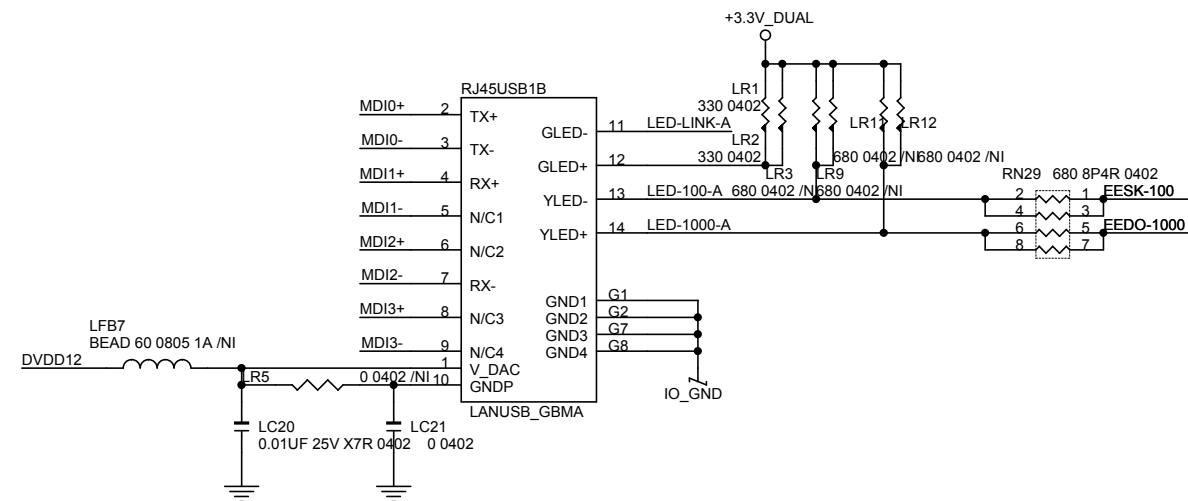 +3.3V_DUAL
RJ45USB1B
LR1
330 0402
MDI0+ 2 TX+
GLED- 11 LED-LINK-A
LR11 LR12
MDI0- 3 TX-
LR2
330 0402
GLED+ 12
680 0402 /NI 680 0402 /NI
MDI1+ 4 RX+
LR3 LR9
RN29 680 8P4R 0402
YLED- 13 LED-100-A 680 0402 /NI 680 0402 /NI
2 1 EESK-100
MDI1- 5 N/C1
4 3
YLED+ 14 LED-1000-A
6 5 EEDO-1000
MDI2+ 6 N/C2
8 7
MDI2- 7 RX-
GND1 G1
MDI3+ 8 N/C3
GND2 G2
GND3 G7
LFB7
BEAD 60 0805 1A /NI
MDI3- 9 N/C4
GND4 G8
DVDD12
1 V_DAC
LR5 0 0402 /NI 10 GNDP
IO_GND
LANUSB_GBMA
LC20
0.01UF 25V X7R 0402
LC21
0 0402